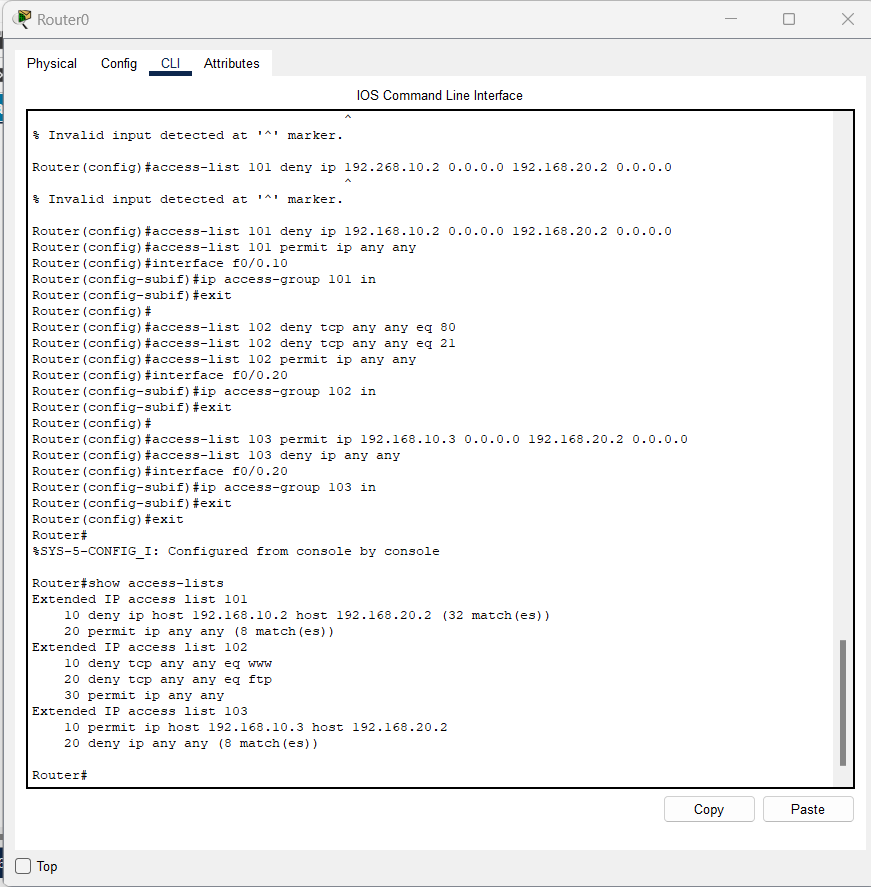 Router0
Physical Config CLI Attributes
IOS Command Line Interface
^
% Invalid input detected at '^' marker.
Router(config)#access-list 101 deny ip 192.268.10.2 0.0.0.0 192.168.20.2 0.0.0.0
^
% Invalid input detected at '^' marker.
Router(config)#access-list 101 deny ip 192.168.10.2 0.0.0.0 192.168.20.2 0.0.0.0
Router(config)#access-list 101 permit ip any any
Router(config)#interface f0/0.10
Router(config-subif)#ip access-group 101 in
Router(config-subif)#exit
Router(config)#
Router(config)#access-list 102 deny tcp any any eq 80
Router(config)#access-list 102 deny tcp any any eq 21
Router(config)#access-list 102 permit ip any any
Router(config)#interface f0/0.20
Router(config-subif)#ip access-group 102 in
Router(config-subif)#exit
Router(config)#
Router(config)#access-list 103 permit ip 192.168.10.3 0.0.0.0 192.168.20.2 0.0.0.0
Router(config)#access-list 103 deny ip any any
Router(config)#interface f0/0.20
Router(config-subif)#ip access-group 103 in
Router(config-subif)#exit
Router(config)#exit
Router#
%SYS-5-CONFIG_I: Configured from console by console
Router#show access-lists
Extended IP access list 101
10 deny ip host 192.168.10.2 host 192.168.20.2 (32 match(es))
20 permit ip any any (8 match(es))
Extended IP access list 102
10 deny tcp any any eq www
20 deny tcp any any eq ftp
30 permit ip any any
Extended IP access list 103
10 permit ip host 192.168.10.3 host 192.168.20.2
20 deny ip any any (8 match(es))
Router#
Copy Paste
Top